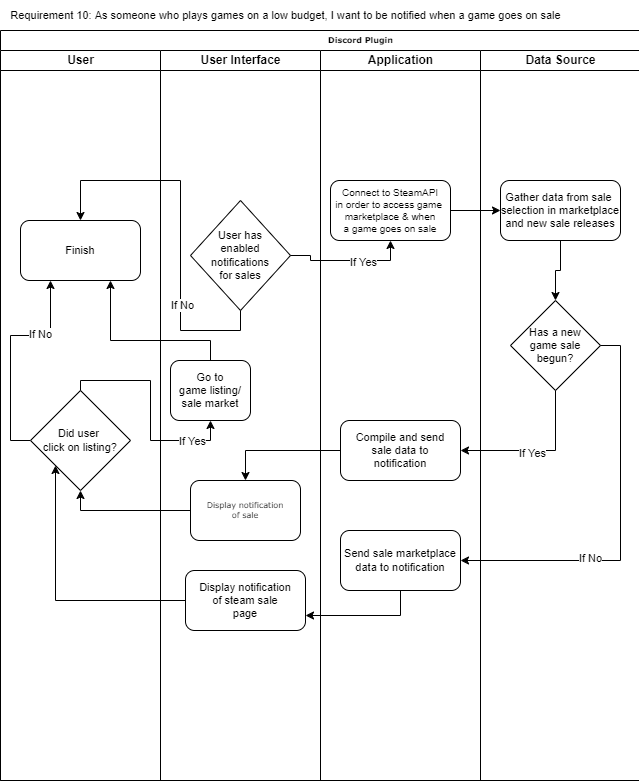 Requirement 10: As someone who plays games on a low budget, I want to be notified when a game goes on sale
Discord Plugin
User
User Interface
Application
Data Source
Finish
User has
enabled
notifications
for sales
Connect to SteamAPI
in order to access game
marketplace & when
a game goes on sale
Gather data from sale
selection in marketplace
and new sale releases
If Yes
If No
If No
Has a new
game sale
begun?
Go to
game listing/
sale market
Did user
click on listing?
If Yes
Compile and send
sale data to
notification
If Yes
Display notification
of sale
Send sale marketplace
data to notification
If No
Display notification
of steam sale
page